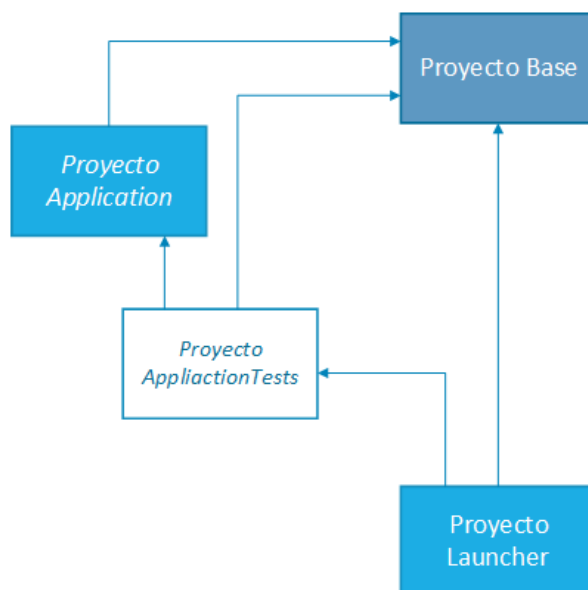 Proyecto Base
Proyecto
Application
Proyecto
AppliactionTests
Proyecto
Launcher